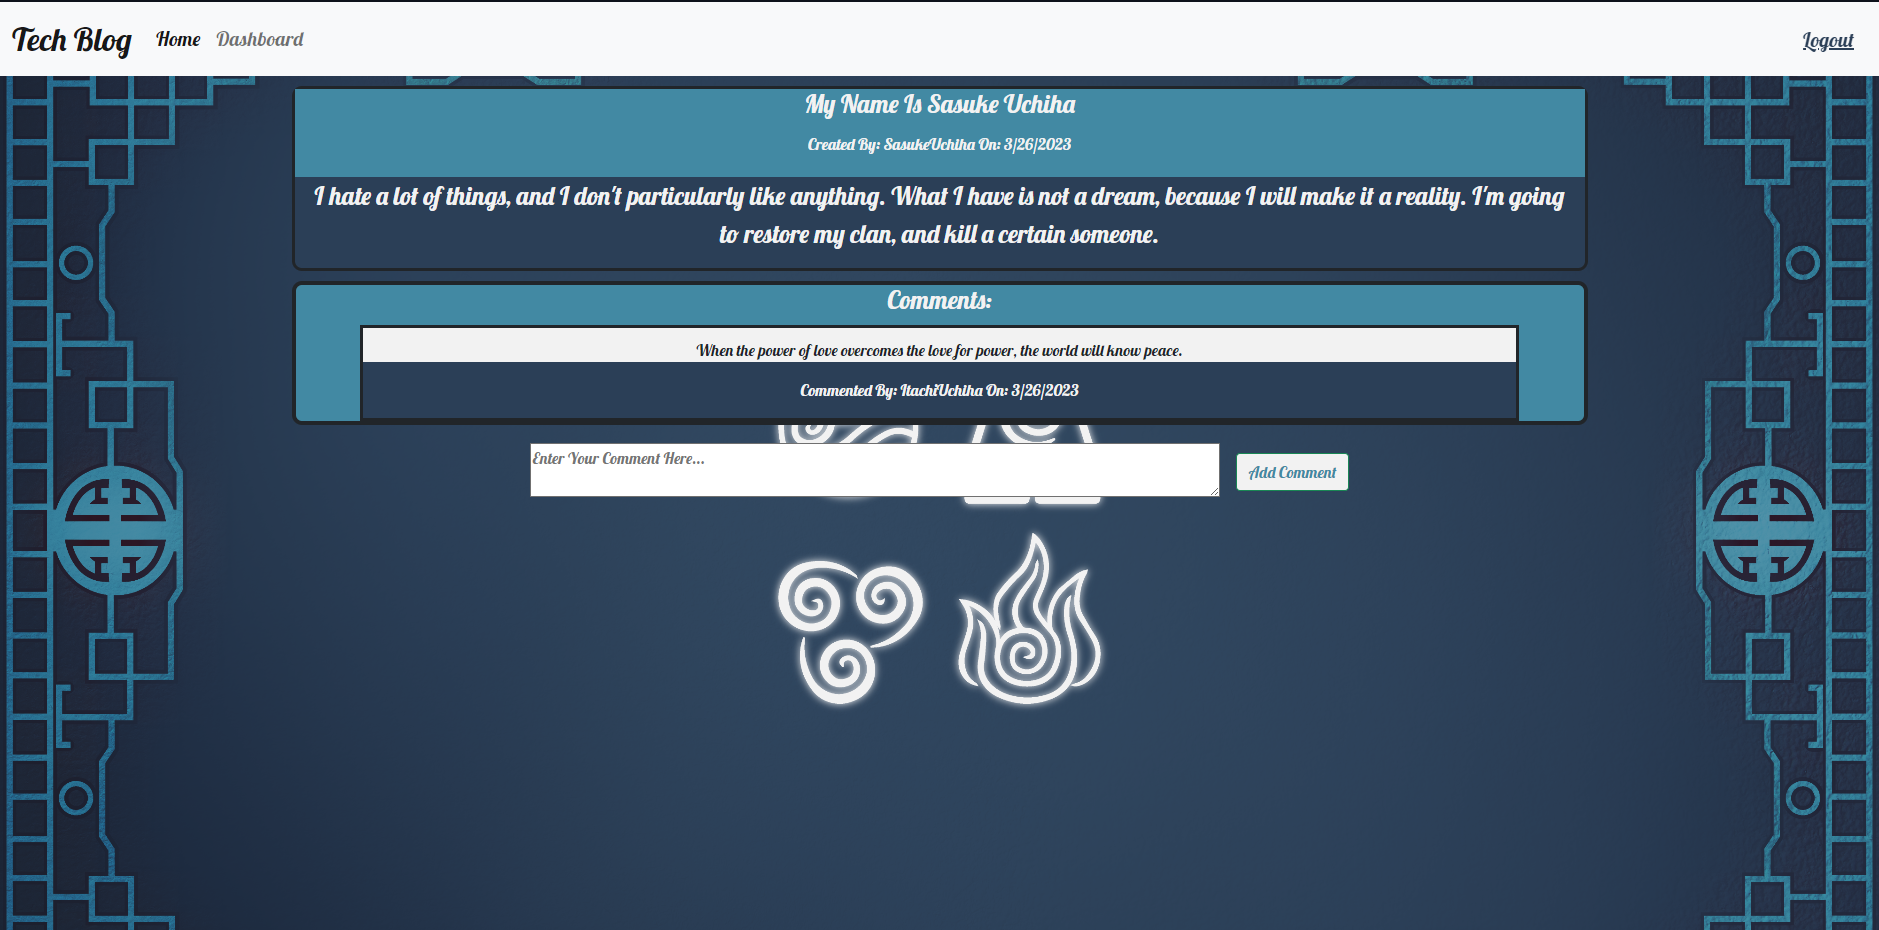 Tech Blog Home Dashboard Logout
My Name Is Sasuke Uchiha
Created By: SasukeUchiha On: 3/26/2023
I hate a lot of things, and I don't particularly like anything. What I have is not a dream, because I will make it a reality. I'm going
to restore my clan, and kill a certain someone.
Comments:
When the power of love overcomes the love for power, the world will know peace.
Commented By: ItachiUchiha On: 3/26/2023
Enter Your Comment Here...
Add Comment